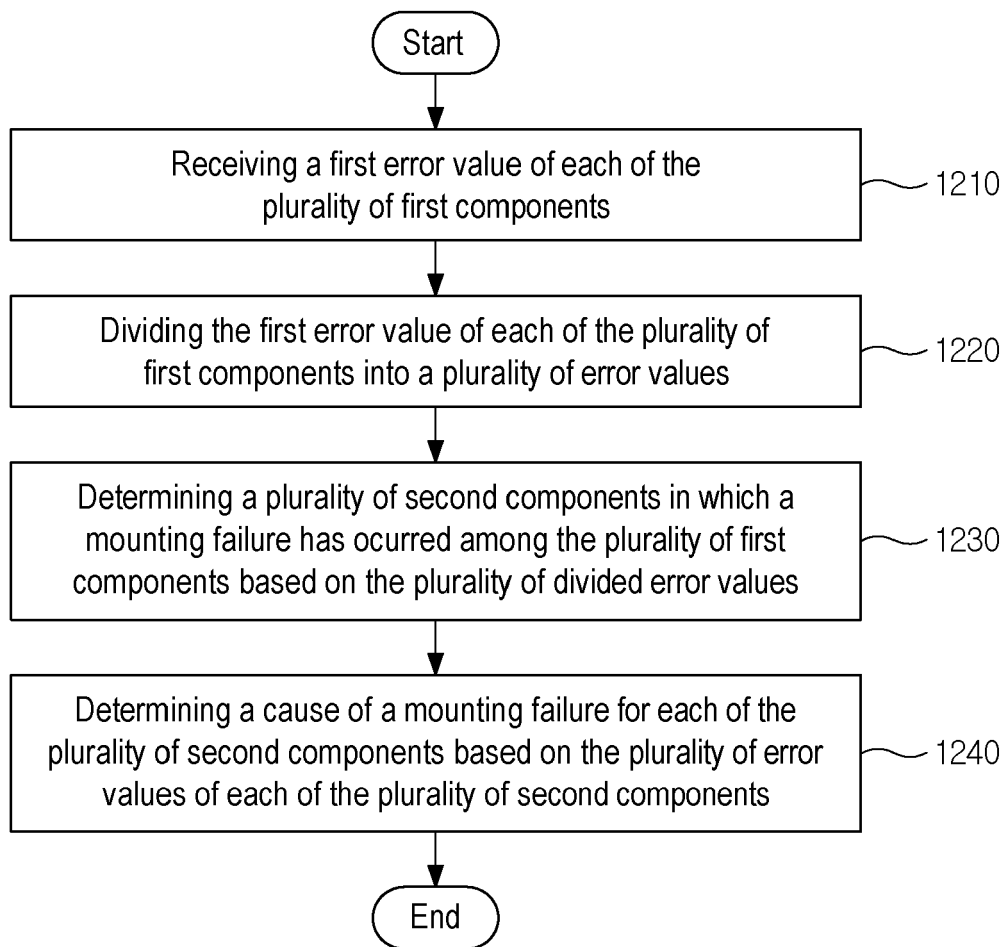 Start
Receiving a first error value of each of the
plurality of first components
1210
Dividing the first error value of each of the plurality of
first components into a plurality of error values
1220
Determining a plurality of second components in which a
mounting failure has ocurred among the plurality of first
components based on the plurality of divided error values
1230
Determining a cause of a mounting failure for each of the
plurality of second components based on the plurality of error
values of each of the plurality of second components
1240
End